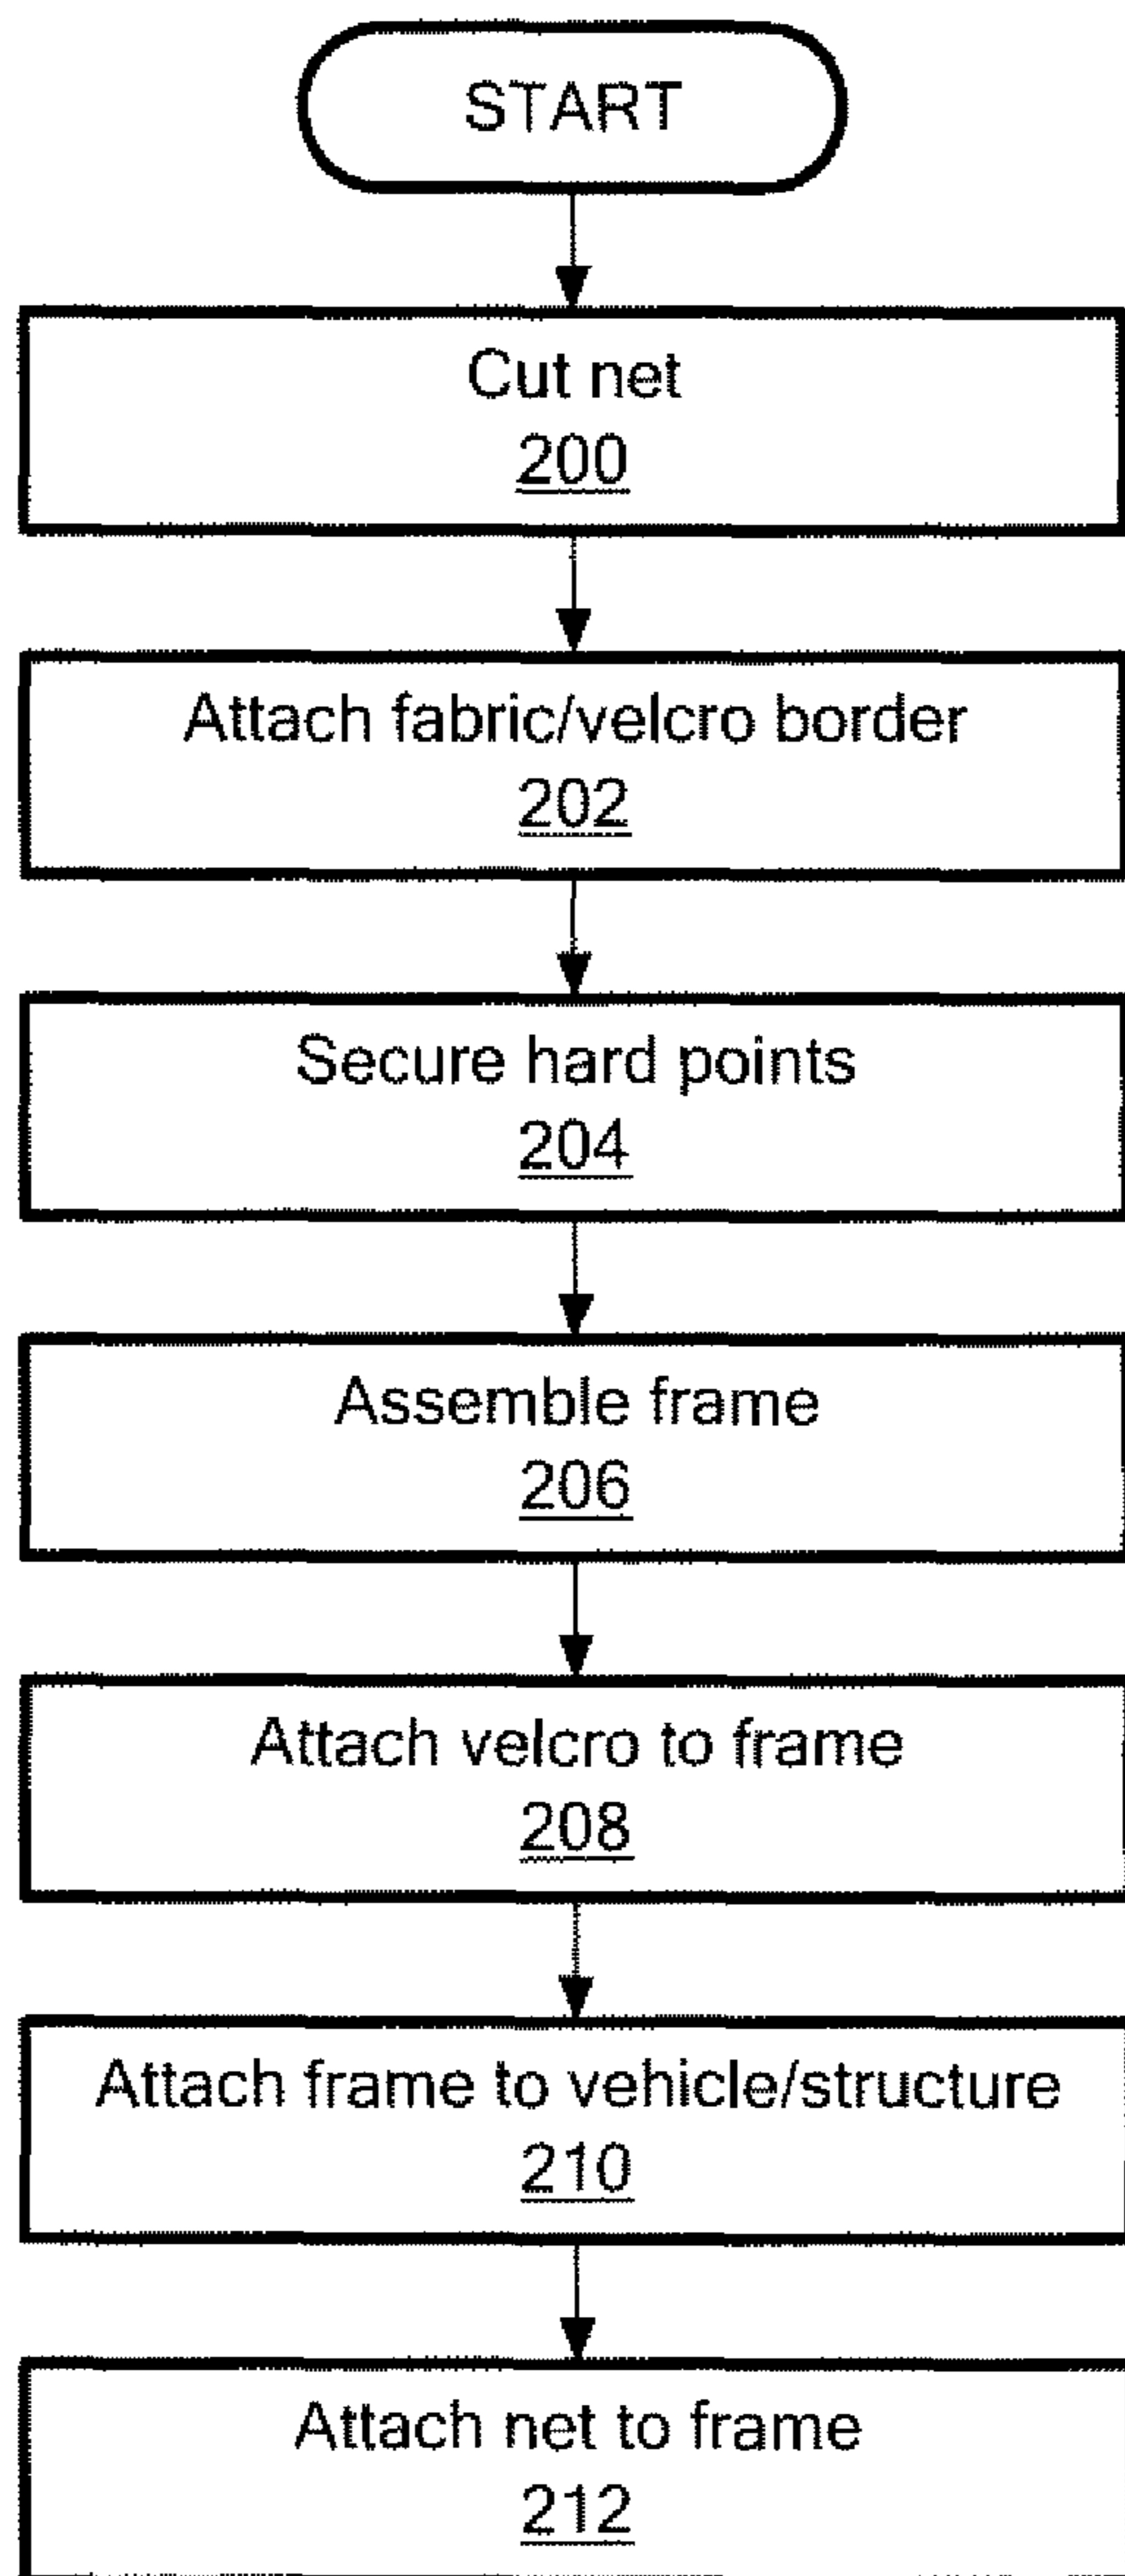 START
Cut net
200
Attach fabric/velcro border
202
Secure hard points
204
Assemble frame
206
Attach velcro to frame
208
Attach frame to vehicle/structure
210
Attach net to frame
212